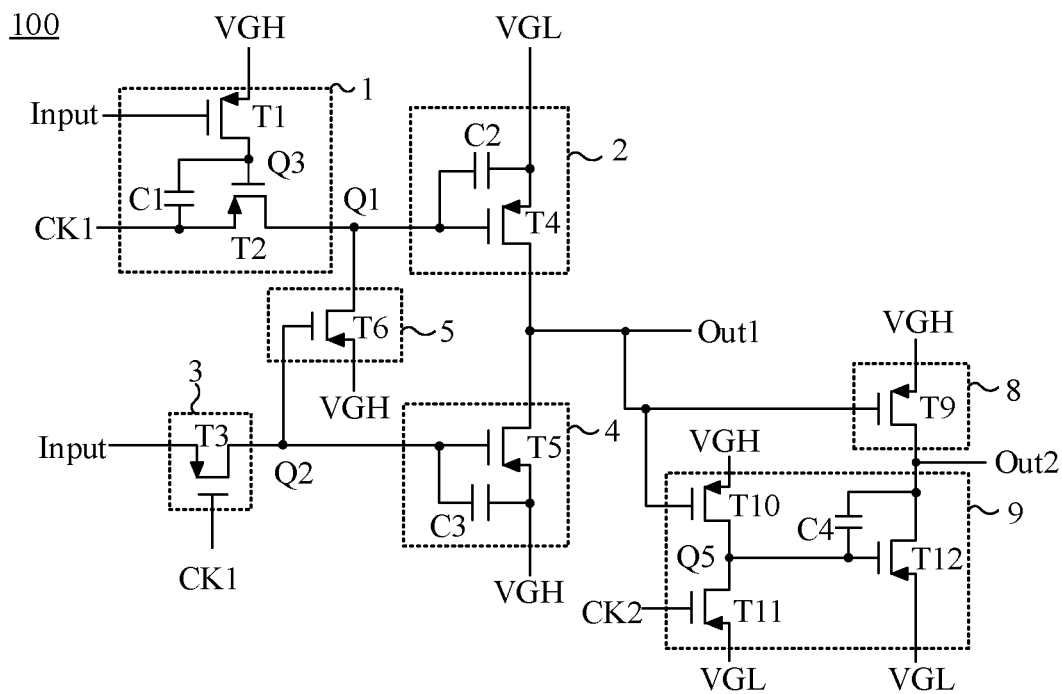 100
VGH
VGL
Input
T1
1
C2
2
Q3
C1
Q1
CK1
T2
T4
T6
5
Out1
VGH
VGH
3
T9
8
Input
T3
4
T5
Q2
VGH
Out2
C3
T10
9
C4
Q5
T12
CK1
VGH
CK2
T11
VGL
VGL